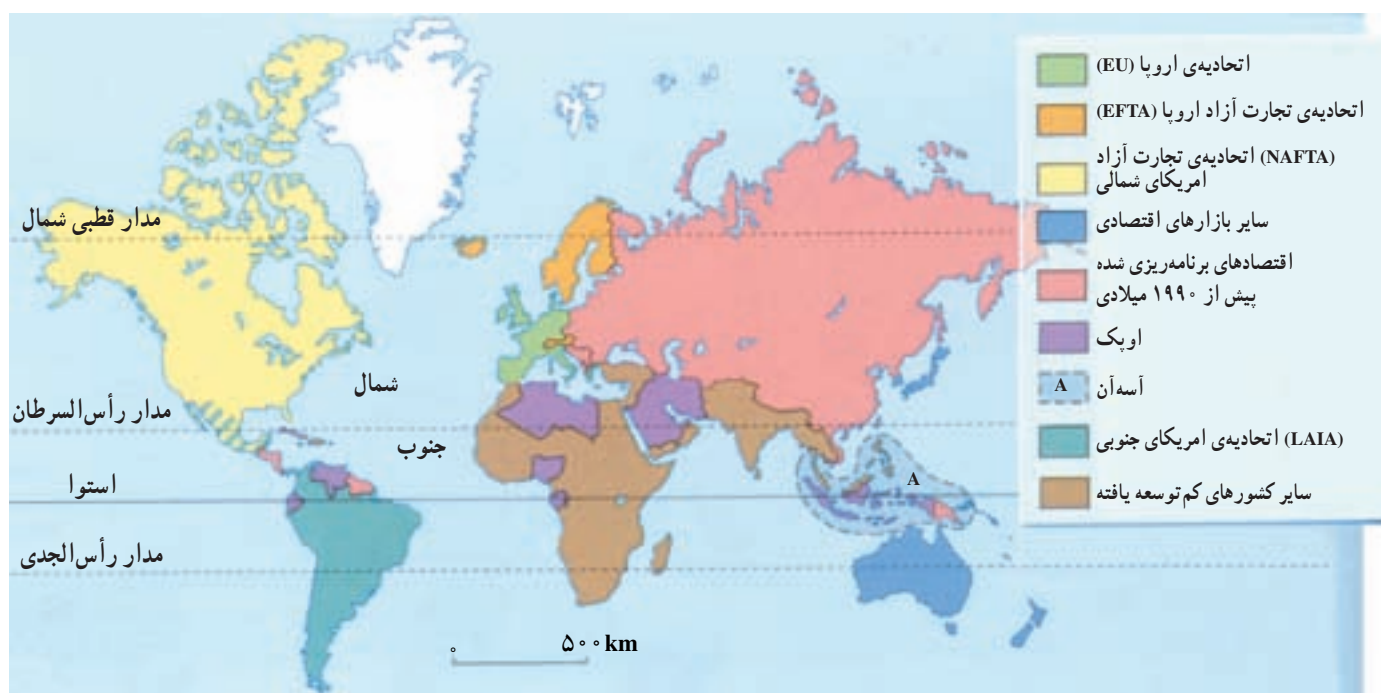 اتحادیه‌ی اروپا (EU)
اتحادیه‌ی تجارت آزاد اروپا (EFTA)
(NAFTA) اتحادیه‌ی تجارت آزاد
امریکای شمالی
سایر بازارهای اقتصادی
اقتصادهای برنامه‌ریزی شده
پیش از ۱۹۹۰ میلادی
اوپک
A آسه‌آن
(LAIA) اتحادیه‌ی امریکای جنوبی
سایر کشورهای کم‌توسعه یافته
مدار قطبی شمال
شمال
مدار رأس‌السرطان
جنوب
استوا
A
مدار رأس‌الجدی
۰ ۵۰۰ km